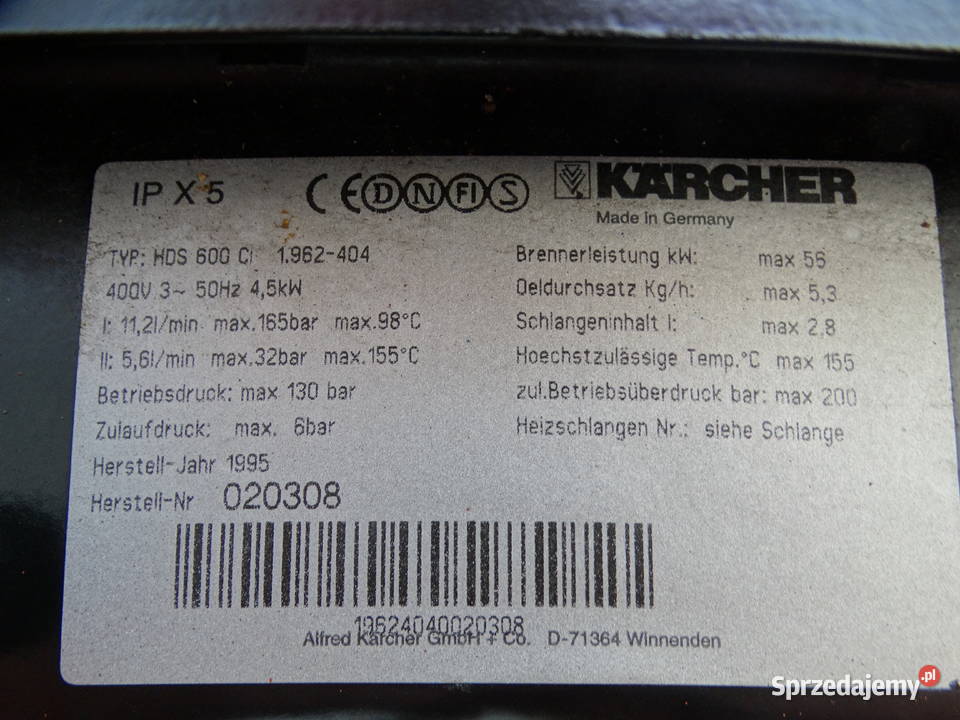 IP X 5 CE D N FI S KÄRCHER
Made in Germany
TYP: HDS 600 CI 1.962-404
400V 3~ 50Hz 4,5kW
I: 11,2l/min max.165bar max.98°C
II: 5,6l/min max.32bar max.155°C
Betriebsdruck: max 130 bar
Zulaufdruck: max. 6bar
Herstell-Jahr 1995
Herstell-Nr 020308
Brennerleistung kW: max 56
Oeldurchsatz Kg/h: max 5,3
Schlangeninhalt l: max 2,8
Hoechstzulässige Temp.°C max 155
zul.Betriebsüberdruck bar: max 200
Heizschlangen Nr.: siehe Schlange
19624040020308
Alfred Kärcher GmbH + Co. D-71364 Winnenden
Sprzedajemy.pl